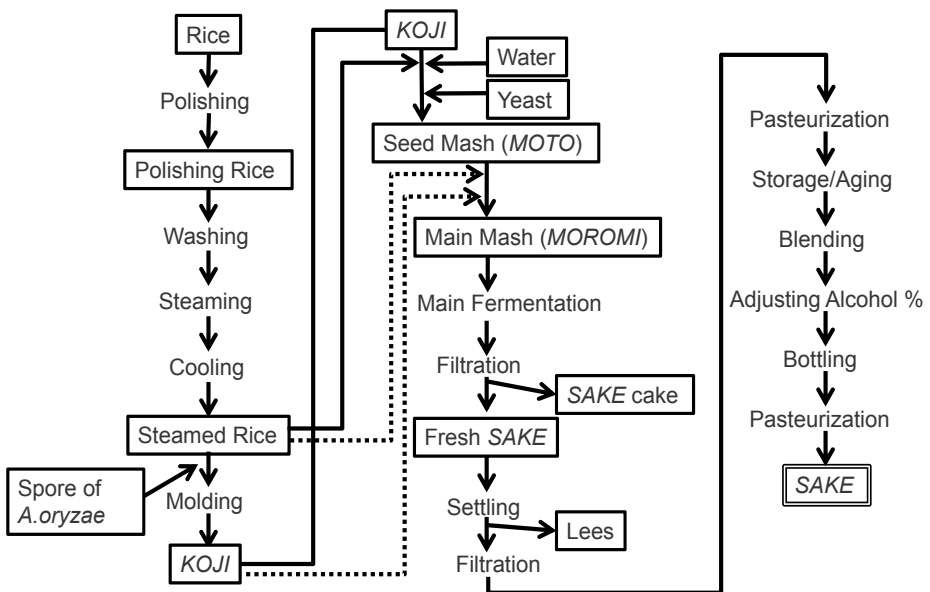 Rice
Polishing
Polishing Rice
Washing
Steaming
Cooling
Steamed Rice
Spore of
A.oryzae
Molding
KOJI
KOJI
Water
Yeast
Seed Mash (MOTO)
Main Mash (MOROMI)
Main Fermentation
Filtration
SAKE cake
Fresh SAKE
Settling
Lees
Filtration
Pasteurization
Storage/Aging
Blending
Adjusting Alcohol %
Bottling
Pasteurization
SAKE